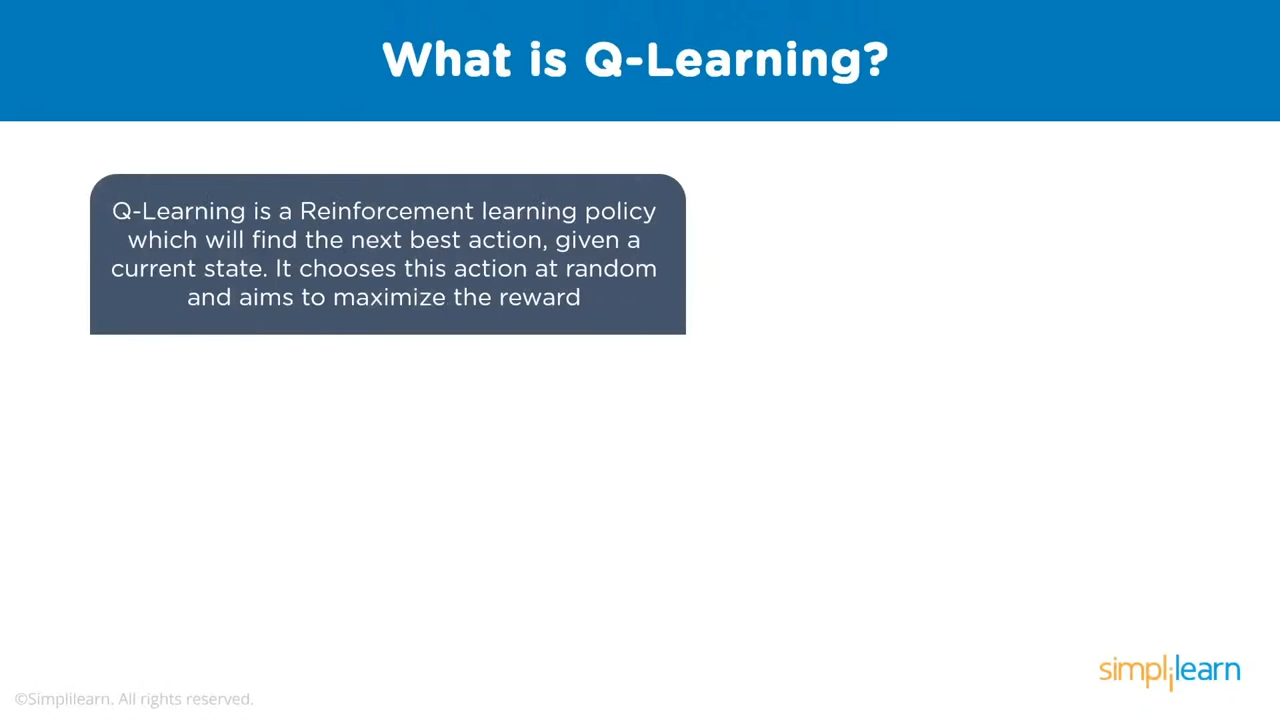 What is Q-Learning?
Q-Learning is a Reinforcement learning policy
which will find the next best action, given a
current state. It chooses this action at random
and aims to maximize the reward
simplilearn
©Simplilearn. All rights reserved.